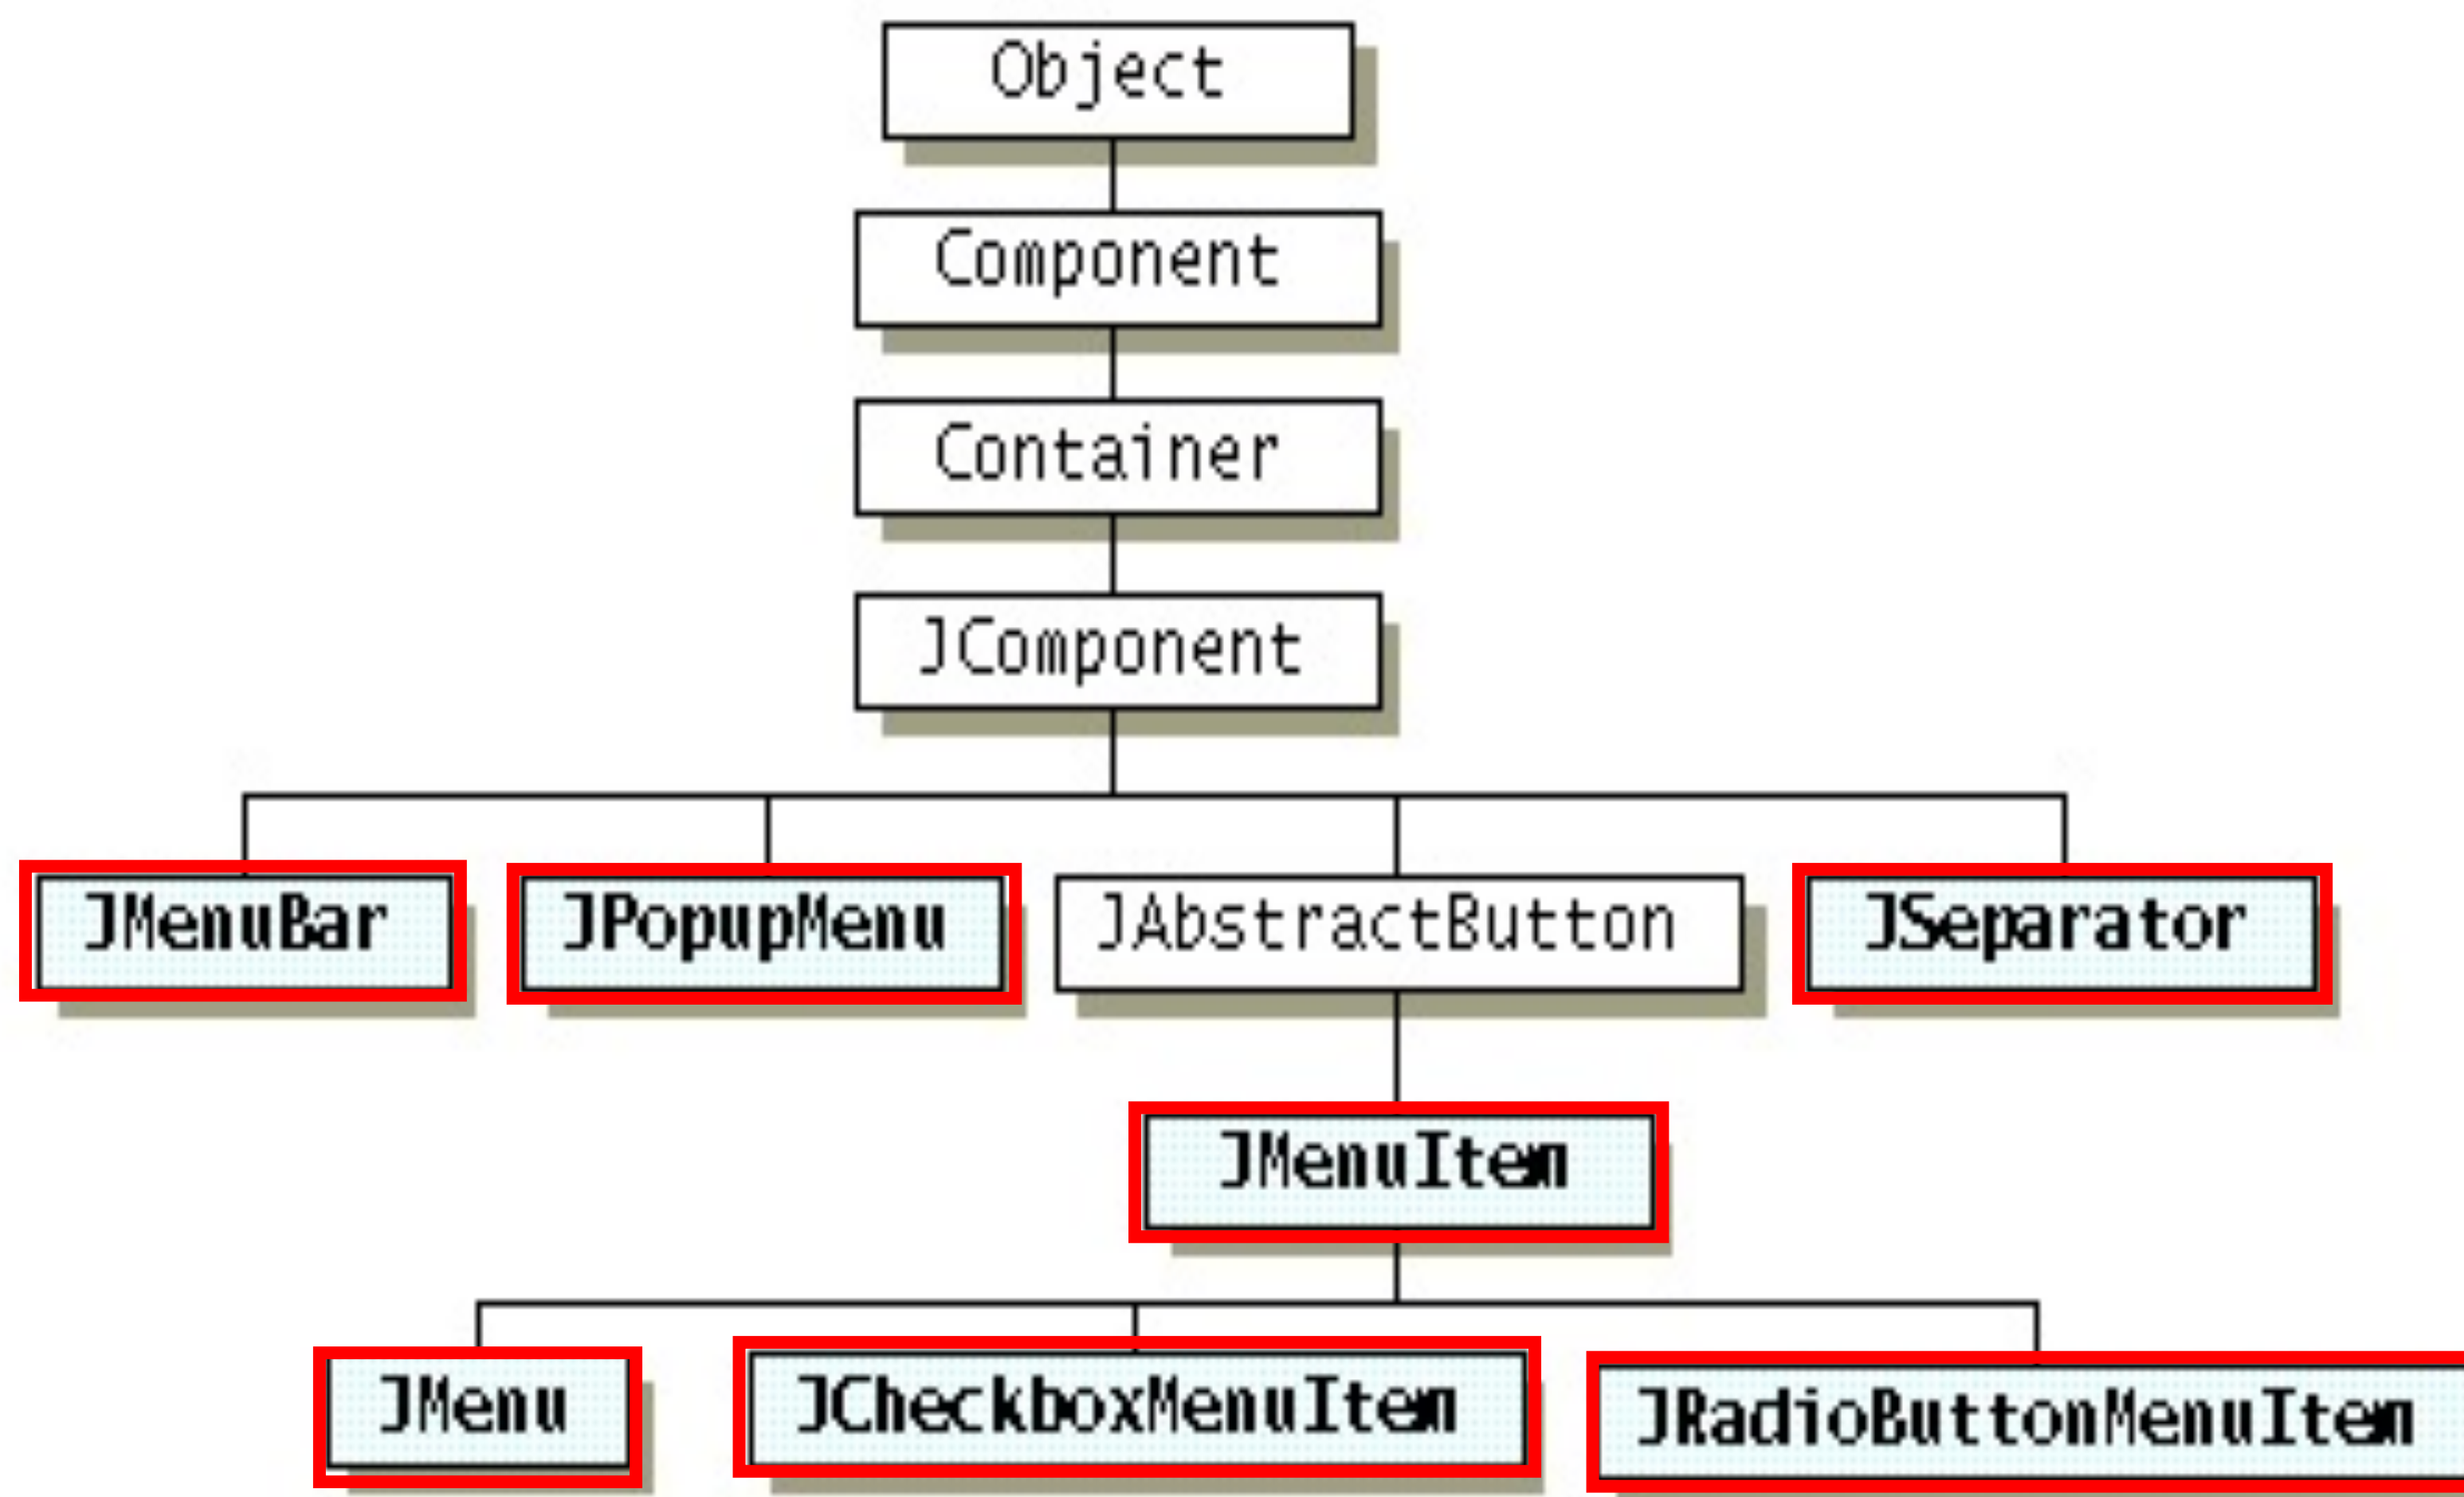 Object
Component
Container
JComponent
JMenuBar
JPopupMenu
JAbstractButton
JSeparator
JMenuItem
JMenu
JCheckboxMenuItem
JRadioButtonMenuItem